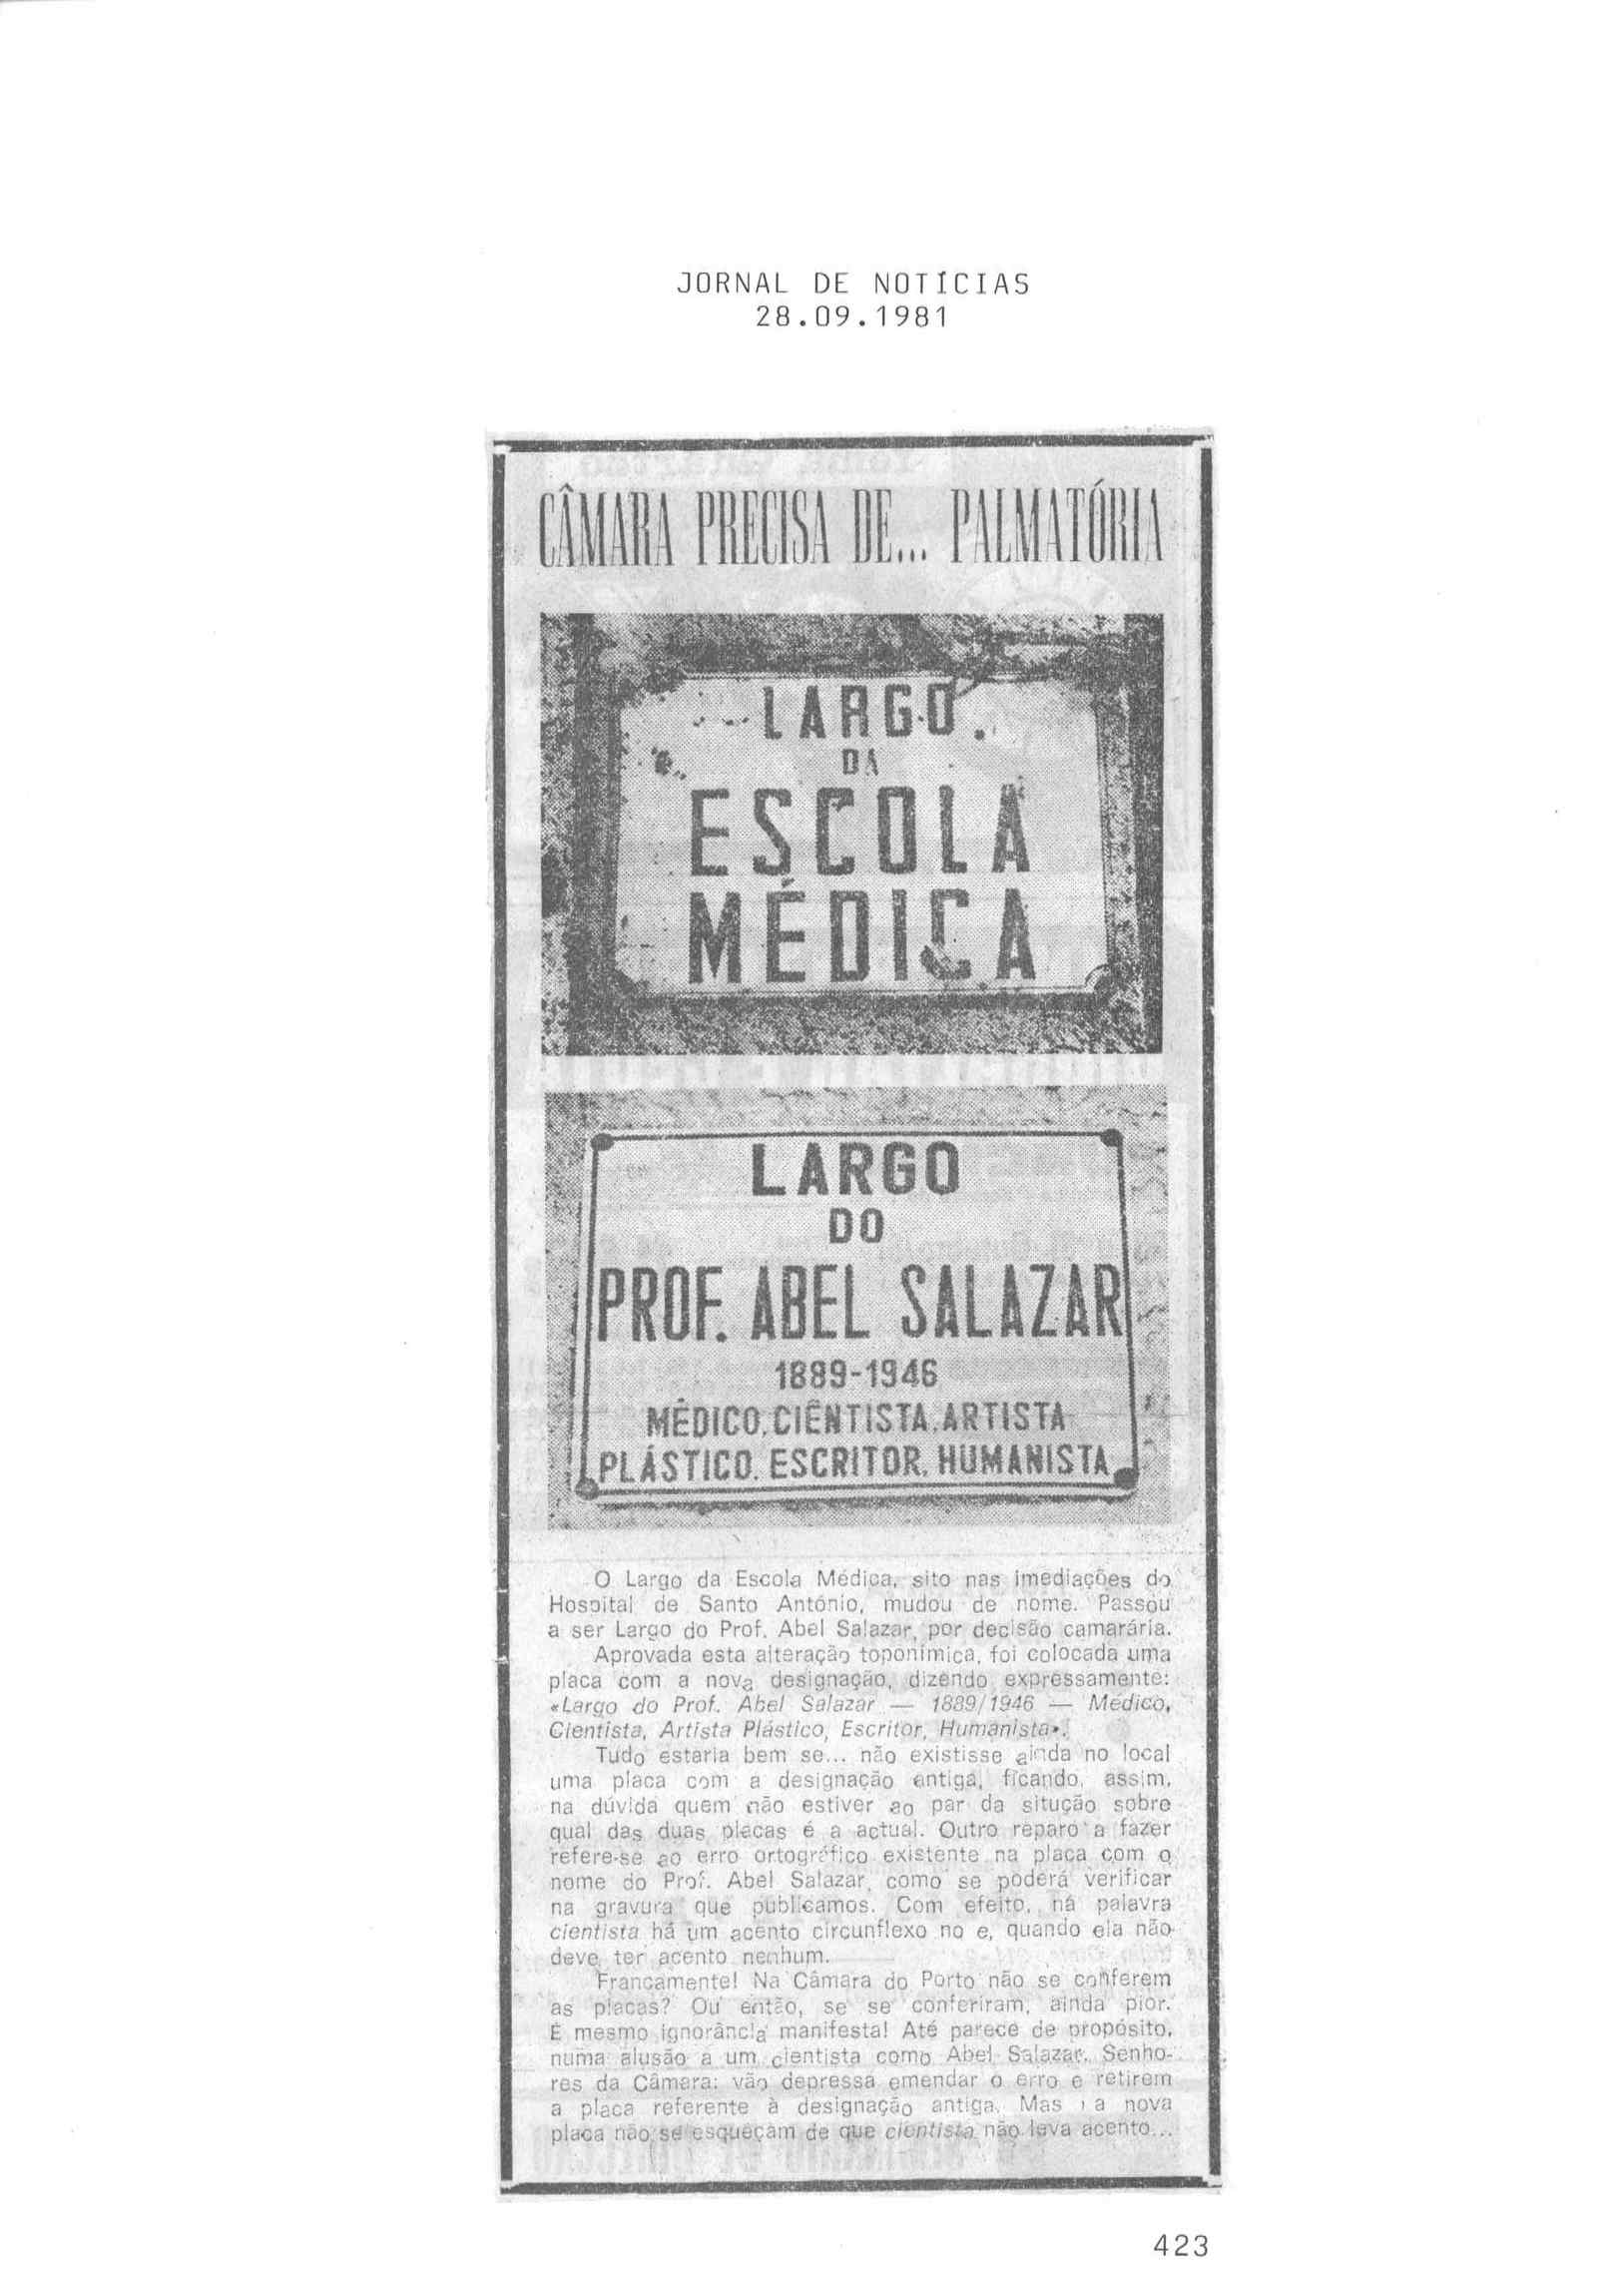 JORNAL DE NOTÍCIAS
28.09.1981
CÂMARA PRECISA DE... PALMATÓRIA
LARGO
DA
ESCOLA
MÉDICA
LARGO
DO
PROF. ABEL SALAZAR
1889-1946
MÉDICO, CIÊNTISTA, ARTISTA
PLÁSTICO, ESCRITOR, HUMANISTA
O Largo da Escola Médica, sito nas imediações do
Hospital de Santo António, mudou de nome. Passou
a ser Largo do Prof. Abel Salazar, por decisão camarária.
Aprovada esta alteração toponímica, foi colocada uma
placa com a nova designação, dizendo expressamente:
«Largo do Prof. Abel Salazar — 1889/1946 — Médico,
Cientista, Artista Plástico, Escritor, Humanista».
Tudo estaria bem se... não existisse ainda no local
uma placa com a designação antiga, ficando, assim,
na dúvida quem não estiver ao par da situção sobre
qual das duas placas é a actual. Outro reparo a fazer
refere-se ao erro ortográfico existente na placa com o
nome do Prof. Abel Salazar, como se poderá verificar
na gravura que publicamos. Com efeito, na palavra
cientista há um acento circunflexo no e, quando ela não
deve ter acento nenhum.
Francamente! Na Câmara do Porto não se conferem
as placas? Ou então, se se conferiram, ainda pior.
É mesmo ignorância manifesta! Até parece de propósito,
numa alusão a um cientista como Abel Salazar. Senho-
res da Câmara: vão depressa emendar o erro e retirem
a placa referente à designação antiga. Mas a nova
placa não se esqueçam de que cientista não leva acento...
423